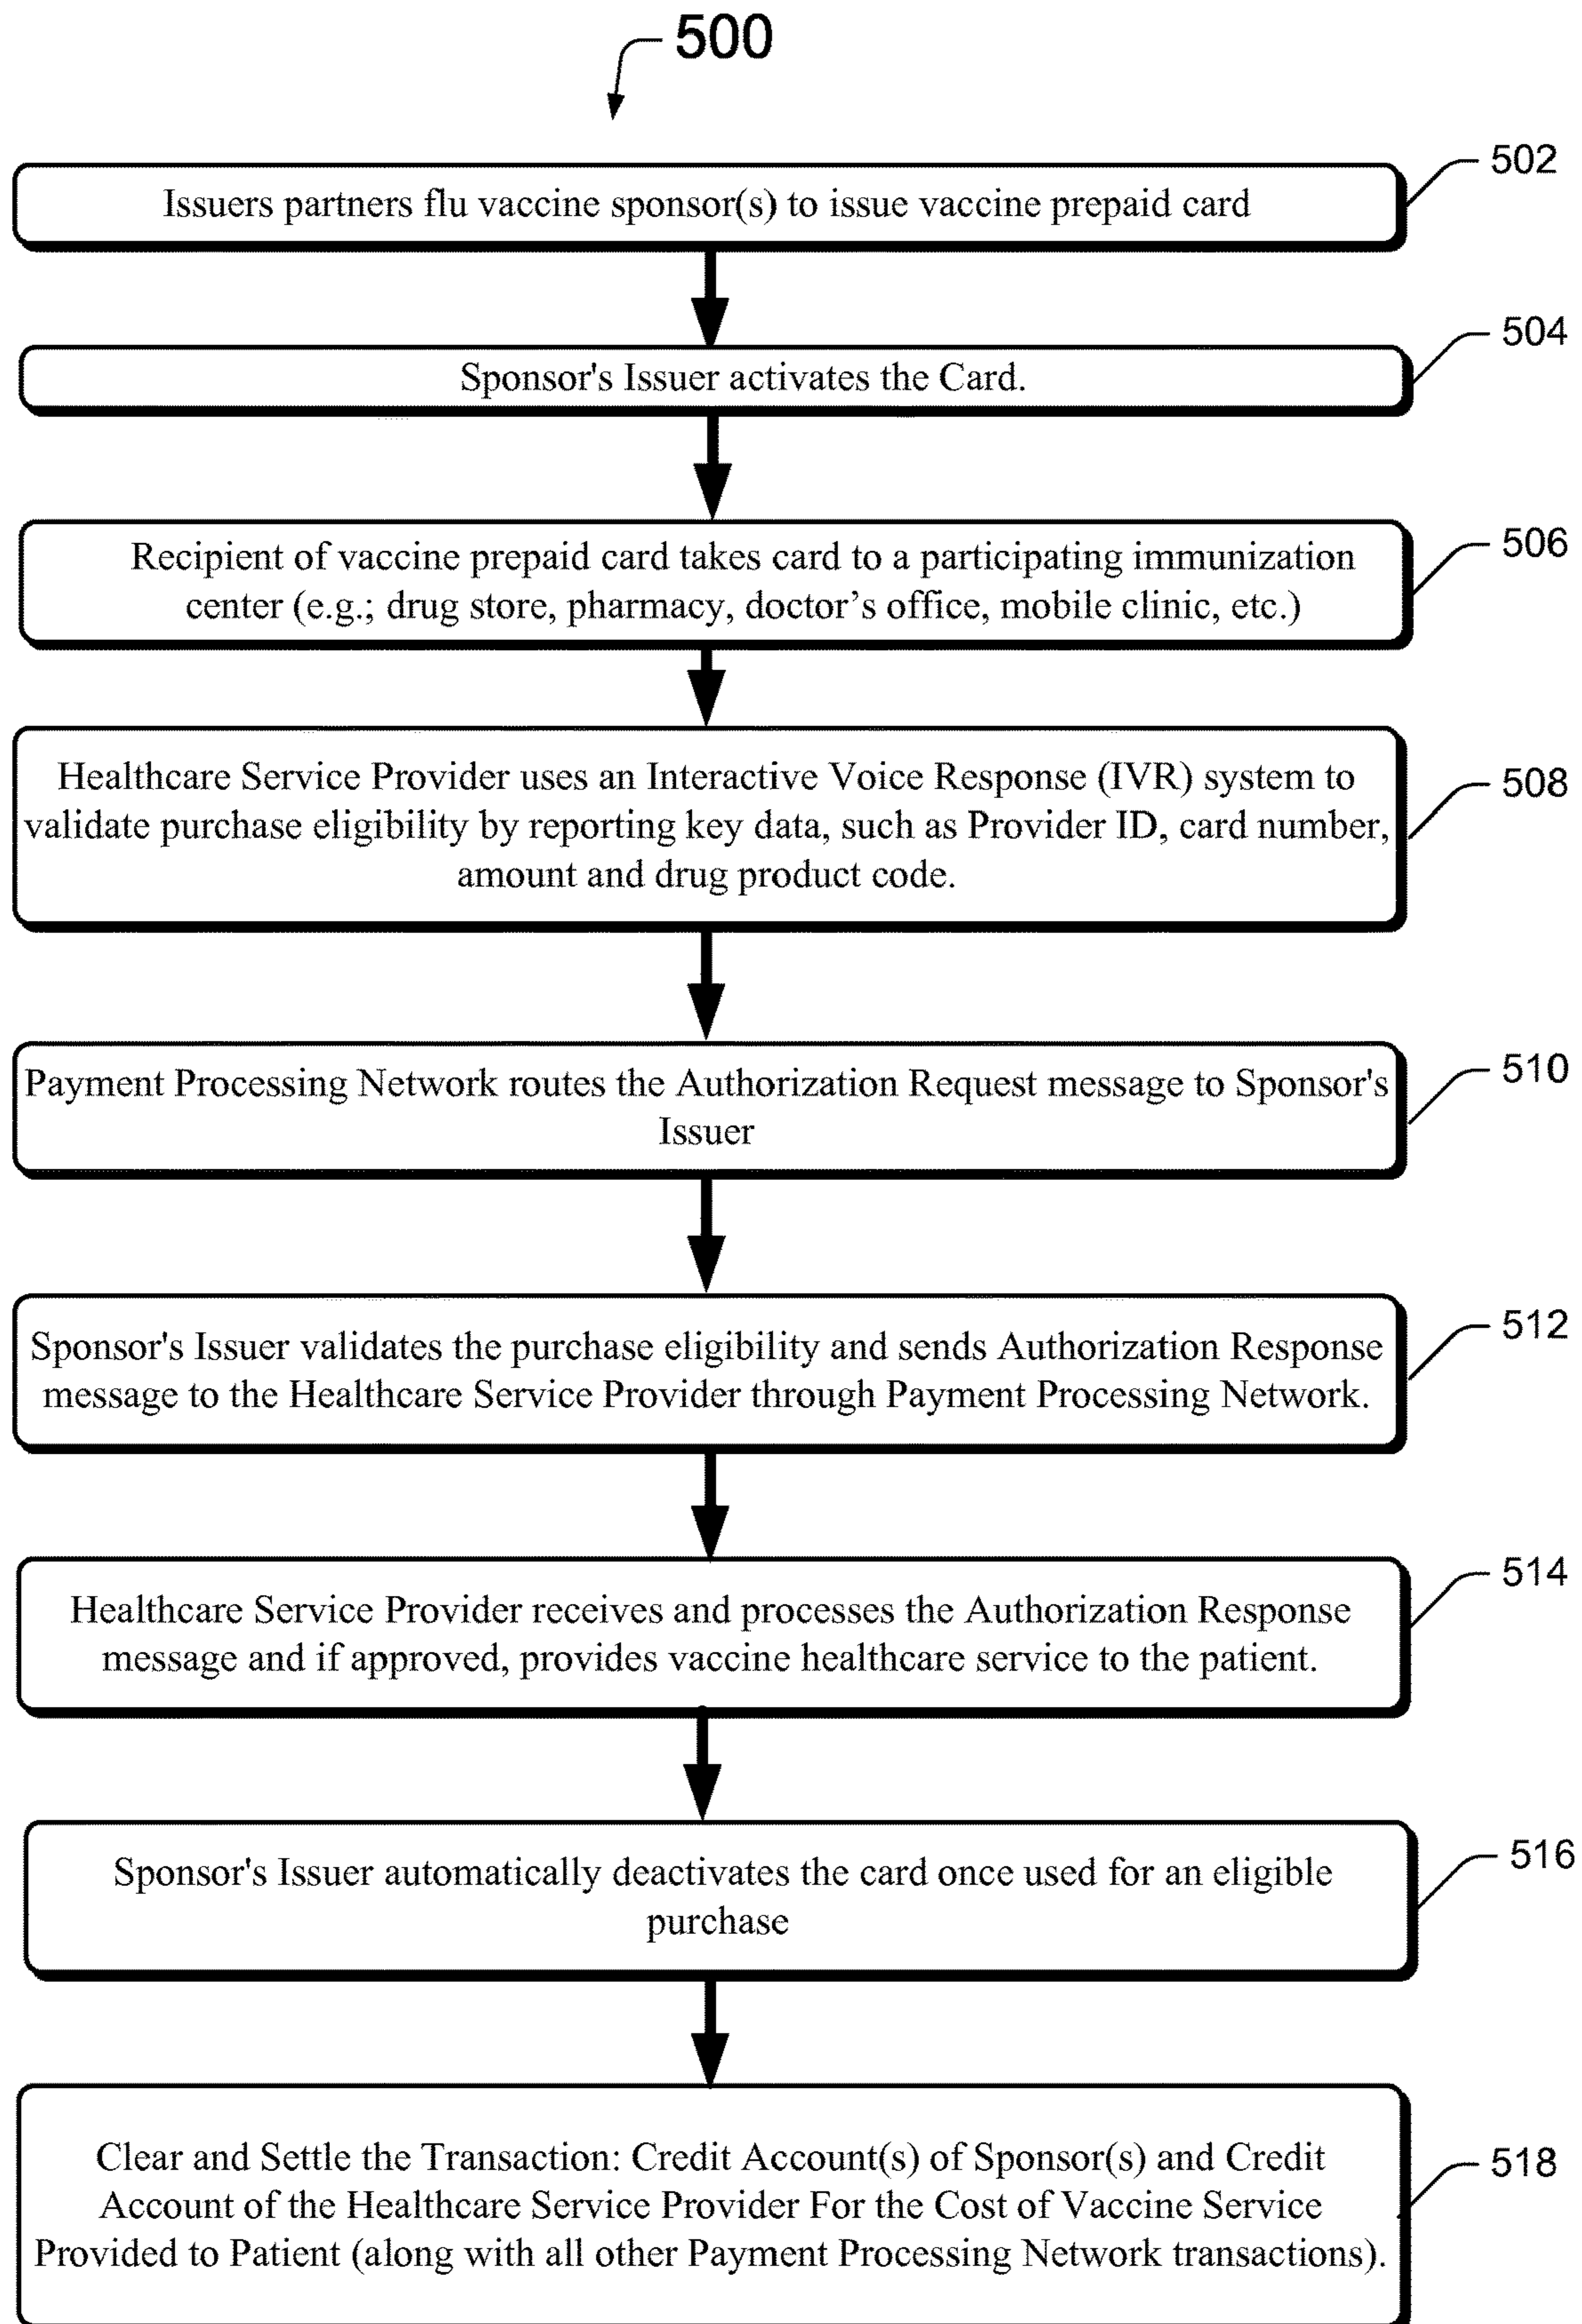 500
502
Issuers partners flu vaccine sponsor(s) to issue vaccine prepaid card
504
Sponsor's Issuer activates the Card.
506
Recipient of vaccine prepaid card takes card to a participating immunization
center (e.g.; drug store, pharmacy, doctor’s office, mobile clinic, etc.)
508
Healthcare Service Provider uses an Interactive Voice Response (IVR) system to
validate purchase eligibility by reporting key data, such as Provider ID, card number,
amount and drug product code.
510
Payment Processing Network routes the Authorization Request message to Sponsor's
Issuer
512
Sponsor's Issuer validates the purchase eligibility and sends Authorization Response
message to the Healthcare Service Provider through Payment Processing Network.
514
Healthcare Service Provider receives and processes the Authorization Response
message and if approved, provides vaccine healthcare service to the patient.
516
Sponsor's Issuer automatically deactivates the card once used for an eligible
purchase
518
Clear and Settle the Transaction: Credit Account(s) of Sponsor(s) and Credit
Account of the Healthcare Service Provider For the Cost of Vaccine Service
Provided to Patient (along with all other Payment Processing Network transactions).